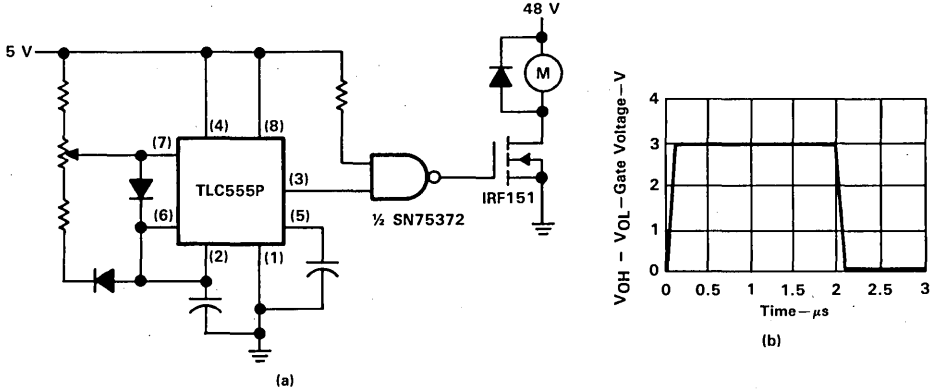 48 V
5 V
M
(4)
(8)
(7)
TLC555P
(3)
(6)
(5)
(2)
(1)
½ SN75372
IRF151
(a)
VOH – VOL–Gate Voltage–V
4
3
2
1
0
0 0.5 1 1.5 2 2.5 3
Time–μs
(b)